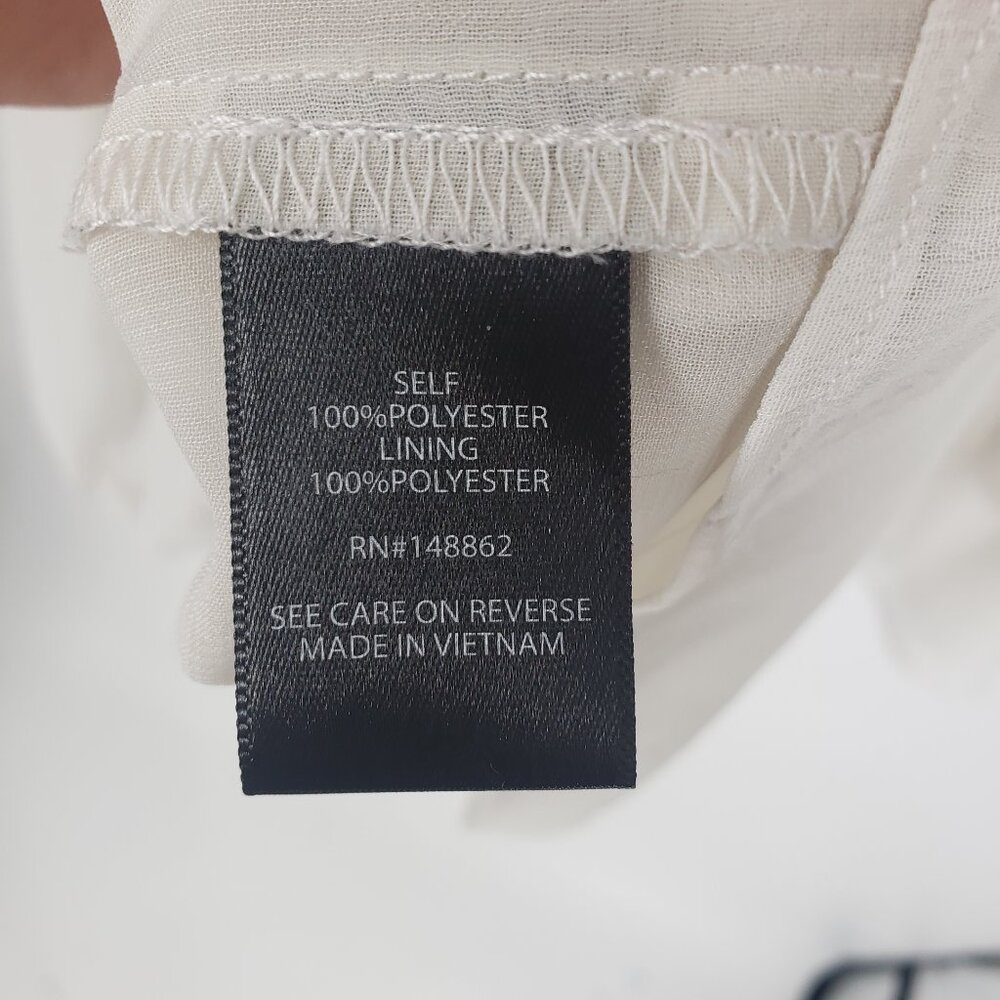 SELF
100%POLYESTER
LINING
100%POLYESTER
RN#148862
SEE CARE ON REVERSE
MADE IN VIETNAM